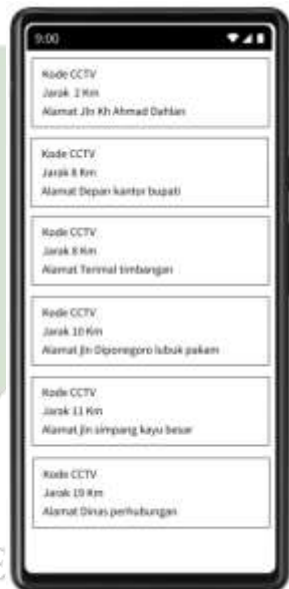 9:00
Kode CCTV
Jarak 2 Km
Alamat Jln Kh Ahmad Dahlan
Kode CCTV
Jarak 8 Km
Alamat Depan kantor bupati
Kode CCTV
Jarak 8 Km
Alamat Terimal timbangan
Kode CCTV
Jarak 10 Km
Alamat Jln Diponegoro lubuk pakam
Kode CCTV
Jarak 11 Km
Alamat jln simpang kayu besar
Kode CCTV
Jarak 19 Km
Alamat Dinas perhubungan